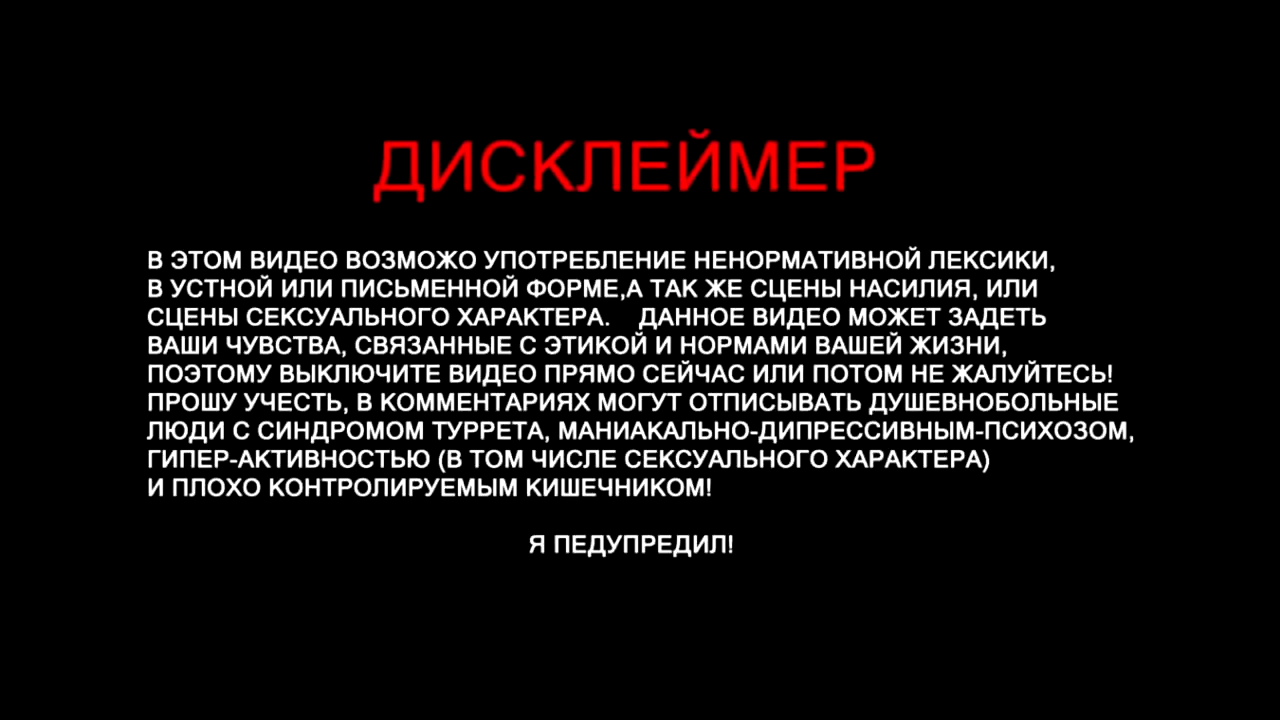 ДИСКЛЕЙМЕР
В ЭТОМ ВИДЕО ВОЗМОЖО УПОТРЕБЛЕНИЕ НЕНОРМАТИВНОЙ ЛЕКСИКИ,
В УСТНОЙ ИЛИ ПИСЬМЕННОЙ ФОРМЕ,А ТАК ЖЕ СЦЕНЫ НАСИЛИЯ, ИЛИ
СЦЕНЫ СЕКСУАЛЬНОГО ХАРАКТЕРА. ДАННОЕ ВИДЕО МОЖЕТ ЗАДЕТЬ
ВАШИ ЧУВСТВА, СВЯЗАННЫЕ С ЭТИКОЙ И НОРМАМИ ВАШЕЙ ЖИЗНИ,
ПОЭТОМУ ВЫКЛЮЧИТЕ ВИДЕО ПРЯМО СЕЙЧАС ИЛИ ПОТОМ НЕ ЖАЛУЙТЕСЬ!
ПРОШУ УЧЕСТЬ, В КОММЕНТАРИЯХ МОГУТ ОТПИСЫВАТЬ ДУШЕВНОБОЛЬНЫЕ
ЛЮДИ С СИНДРОМОМ ТУРРЕТА, МАНИАКАЛЬНО-ДИПРЕССИВНЫМ-ПСИХОЗОМ,
ГИПЕР-АКТИВНОСТЬЮ (В ТОМ ЧИСЛЕ СЕКСУАЛЬНОГО ХАРАКТЕРА)
И ПЛОХО КОНТРОЛИРУЕМЫМ КИШЕЧНИКОМ!
Я ПЕДУПРЕДИЛ!